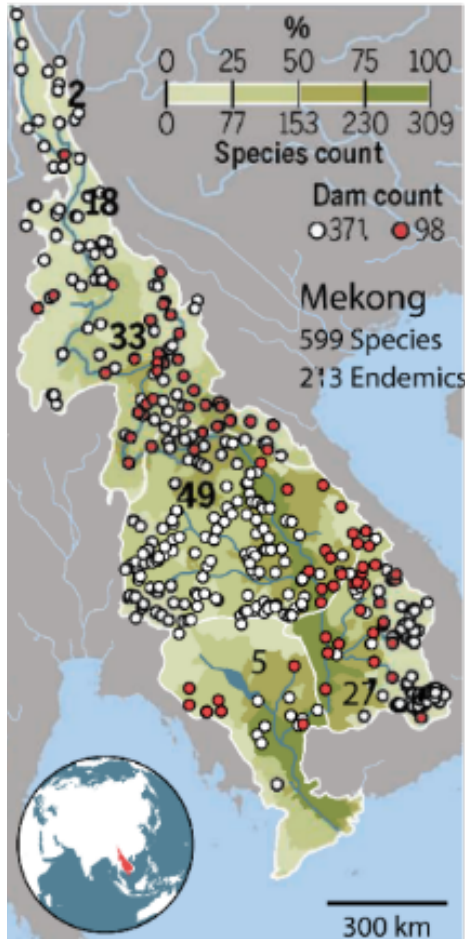 %
0 25 50 75 100
0 77 153 230 309
Species count
Dam count
371 98
Mekong
599 Species
213 Endemics
2
18
33
49
5
27
300 km